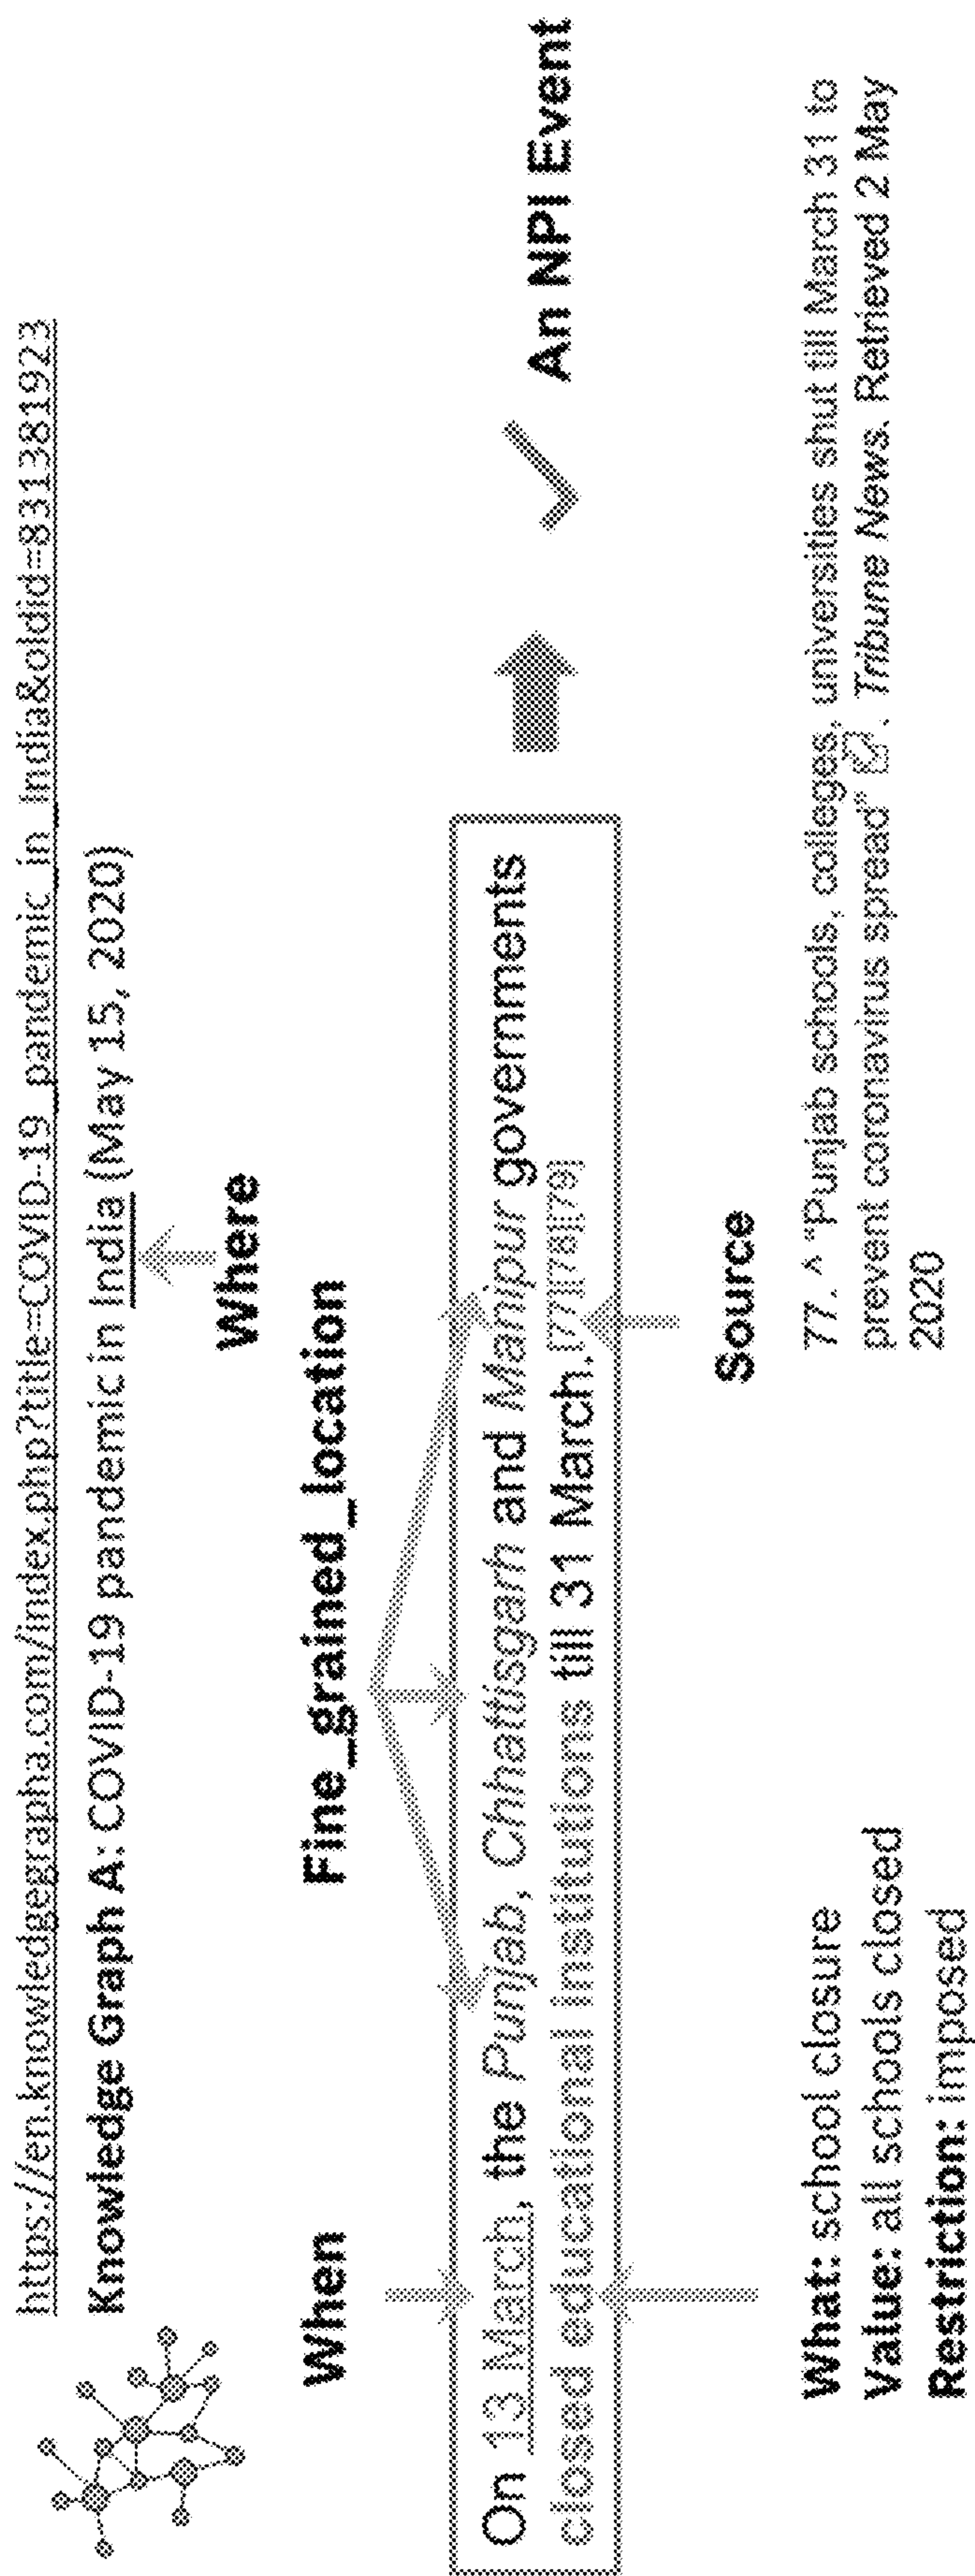 https://en.knowledgegrapha.com/index.php?title=COVID-19_pandemic_in_India&oldid=831381923
Knowledge Graph A: COVID-19 pandemic in India (May 15, 2020)
Where
When
Fine_grained_location
On 13 March, the Punjab, Chhattisgarh and Manipur governments
closed educational institutions till 31 March.[77][78][79]
An NPI Event
Source
What: school closure
Value: all schools closed
Restriction: imposed
77. ^ "Punjab schools, colleges, universities shut till March 31 to
prevent coronavirus spread" . Tribune News. Retrieved 2 May
2020